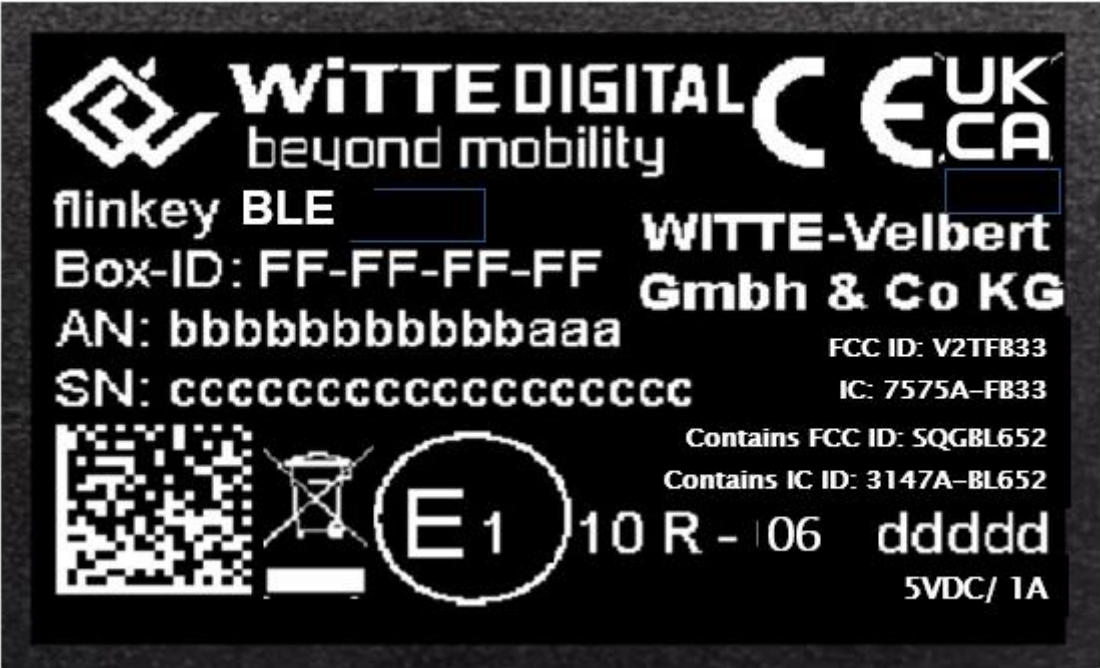 WiTTE DIGITAL
beyond mobility
CE
UK
CA
flinkey BLE
WITTE-Velbert
Gmbh & Co KG
Box-ID: FF-FF-FF-FF
AN: bbbbbbbbbbbbaaa
SN: cccccccccccccccccc
FCC ID: V2TFB33
IC: 7575A-FB33
Contains FCC ID: SQGBL652
Contains IC ID: 3147A-BL652
E1 10 R - 06 ddddd
5VDC/ 1A